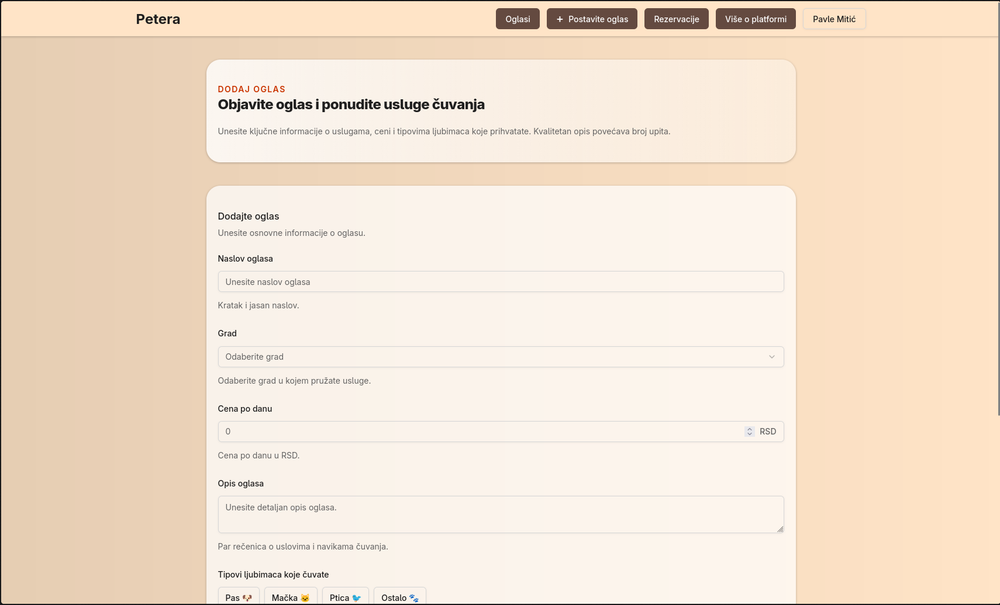 Petera
Oglasi
+ Postavite oglas
Rezervacije
Više o platformi
Pavle Mitić
DODAJ OGLAS
Objavite oglas i ponudite usluge čuvanja
Unesite ključne informacije o uslugama, ceni i tipovima ljubimaca koje prihvatate. Kvalitetan opis povećava broj upita.
Dodajte oglas
Unesite osnovne informacije o oglasu.
Naslov oglasa
Unesite naslov oglasa
Kratak i jasan naslov.
Grad
Odaberite grad
Odaberite grad u kojem pružate usluge.
Cena po danu
0 RSD
Cena po danu u RSD.
Opis oglasa
Unesite detaljan opis oglasa.
Par rečenica o uslovima i navikama čuvanja.
Tipovi ljubimaca koje čuvate
Pas 🐶
Mačka 🐱
Ptica 🐦
Ostalo 🐾